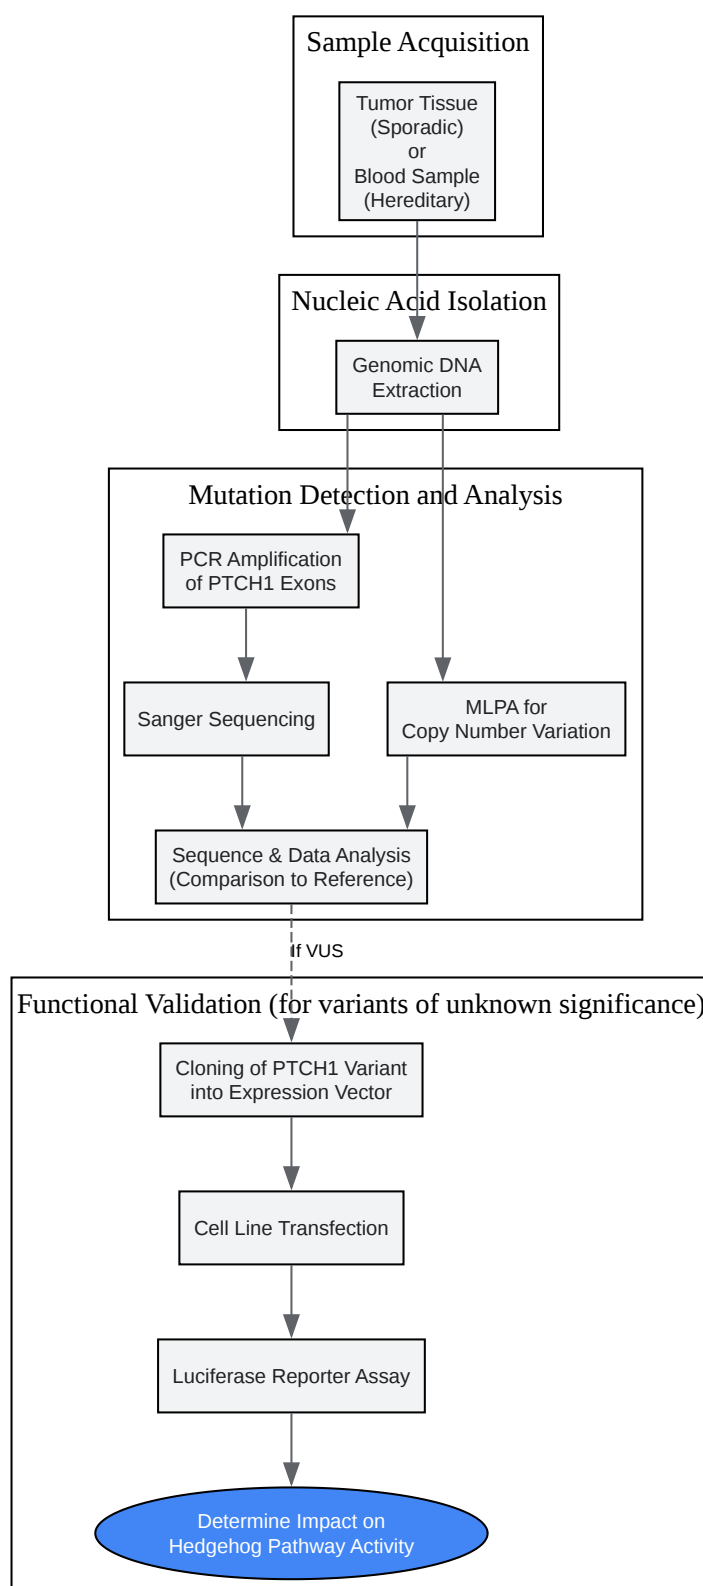 Sample Acquisition
Tumor Tissue
(Sporadic)
or
Blood Sample
(Hereditary)
Nucleic Acid Isolation
Genomic DNA
Extraction
Mutation Detection and Analysis
PCR Amplification
of PTCH1 Exons
Sanger Sequencing
MLPA for
Copy Number Variation
Sequence & Data Analysis
(Comparison to Reference)
If VUS
Functional Validation (for variants of unknown significance)
Cloning of PTCH1 Variant
into Expression Vector
Cell Line Transfection
Luciferase Reporter Assay
Determine Impact on
Hedgehog Pathway Activity